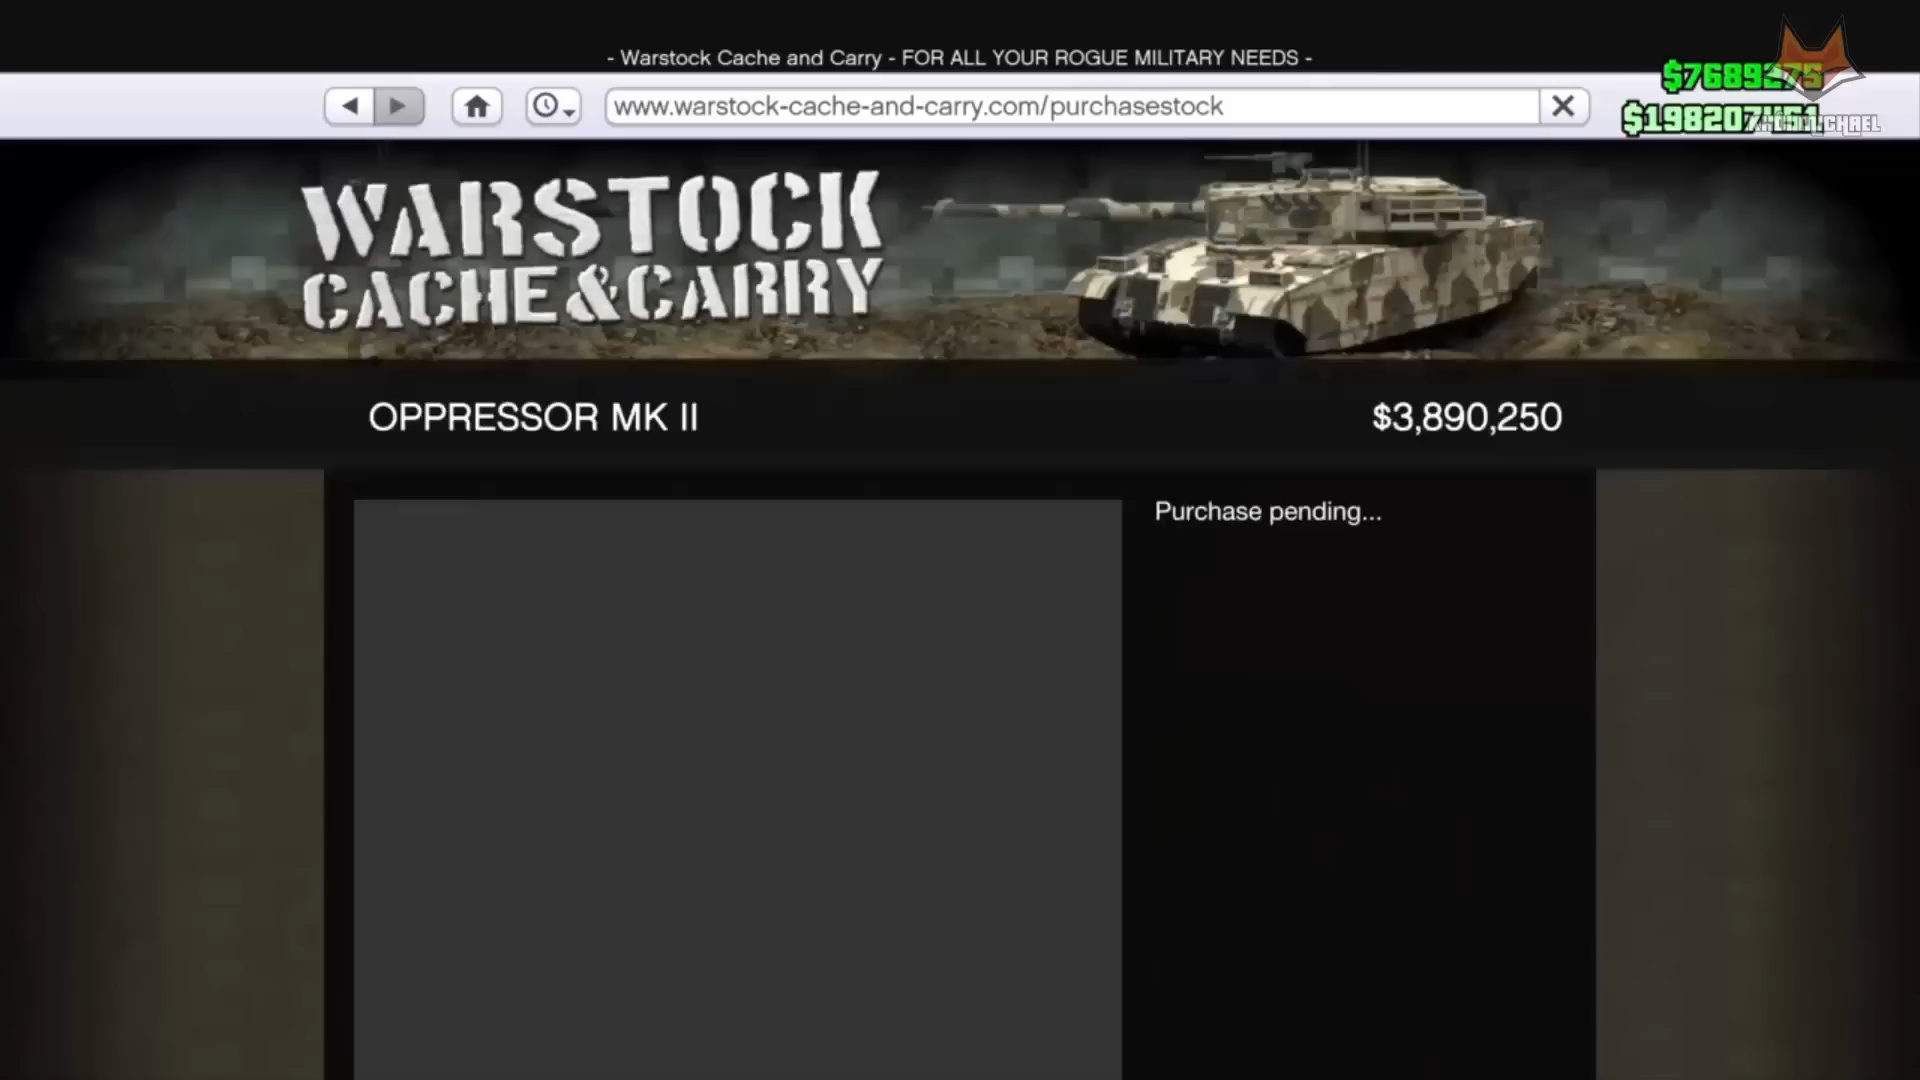 - Warstock Cache and Carry - FOR ALL YOUR ROGUE MILITARY NEEDS -
www.warstock-cache-and-carry.com/purchasestock
WARSTOCK
CACHE&CARRY
OPPRESSOR MK II
$3,890,250
Purchase pending...